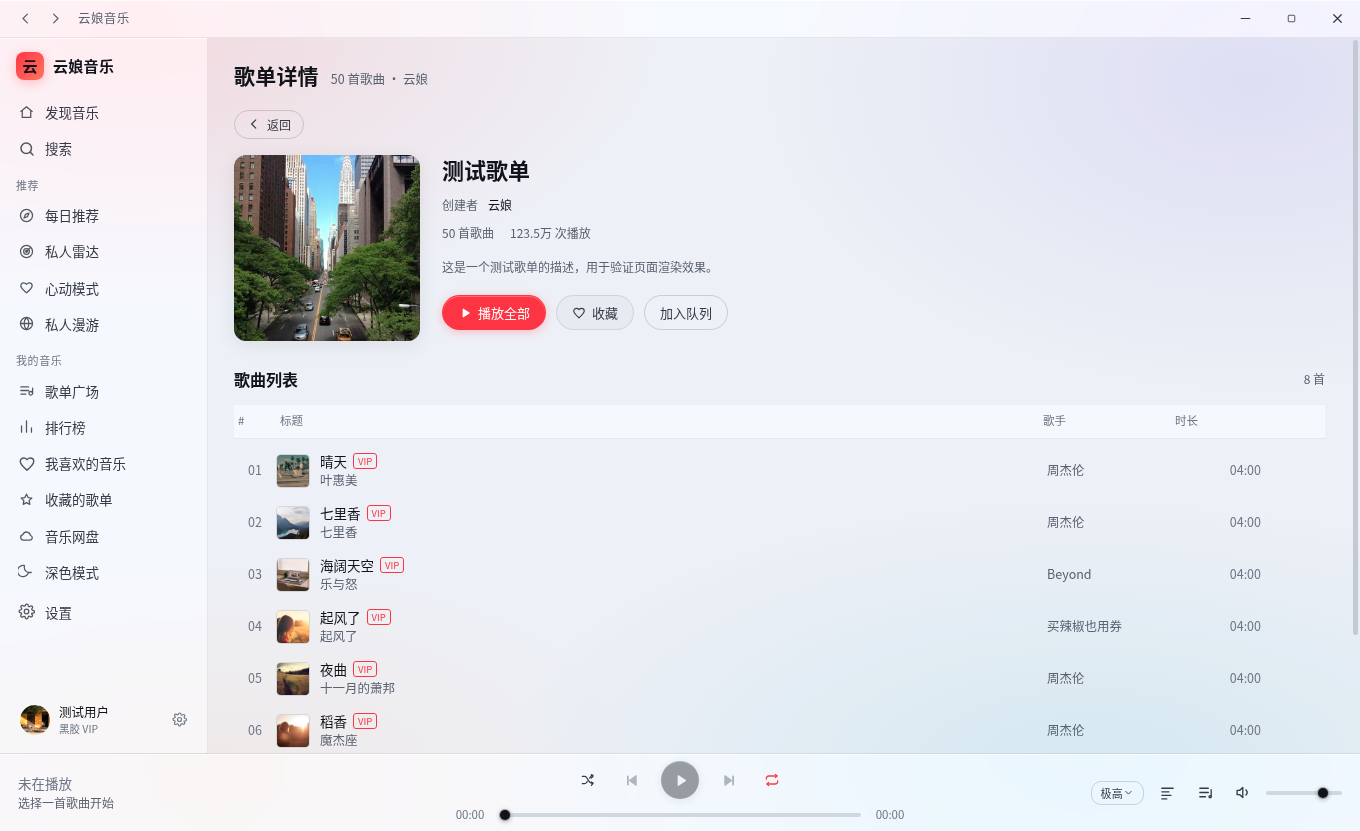 云娘音乐
云 云娘音乐
发现音乐
搜索
推荐
每日推荐
私人雷达
心动模式
私人漫游
我的音乐
歌单广场
排行榜
我喜欢的音乐
收藏的歌单
音乐网盘
深色模式
设置
测试用户
黑胶 VIP
歌单详情 50 首歌曲 · 云娘
返回
测试歌单
创建者 云娘
50 首歌曲 123.5万 次播放
这是一个测试歌单的描述，用于验证页面渲染效果。
播放全部 收藏 加入队列
歌曲列表 8 首
# 标题 歌手 时长
01 晴天 VIP 周杰伦 04:00
叶惠美
02 七里香 VIP 周杰伦 04:00
七里香
03 海阔天空 VIP Beyond 04:00
乐与怒
04 起风了 VIP 买辣椒也用券 04:00
起风了
05 夜曲 VIP 周杰伦 04:00
十一月的萧邦
06 稻香 VIP 周杰伦 04:00
魔杰座
未在播放
选择一首歌曲开始
00:00 00:00
极高